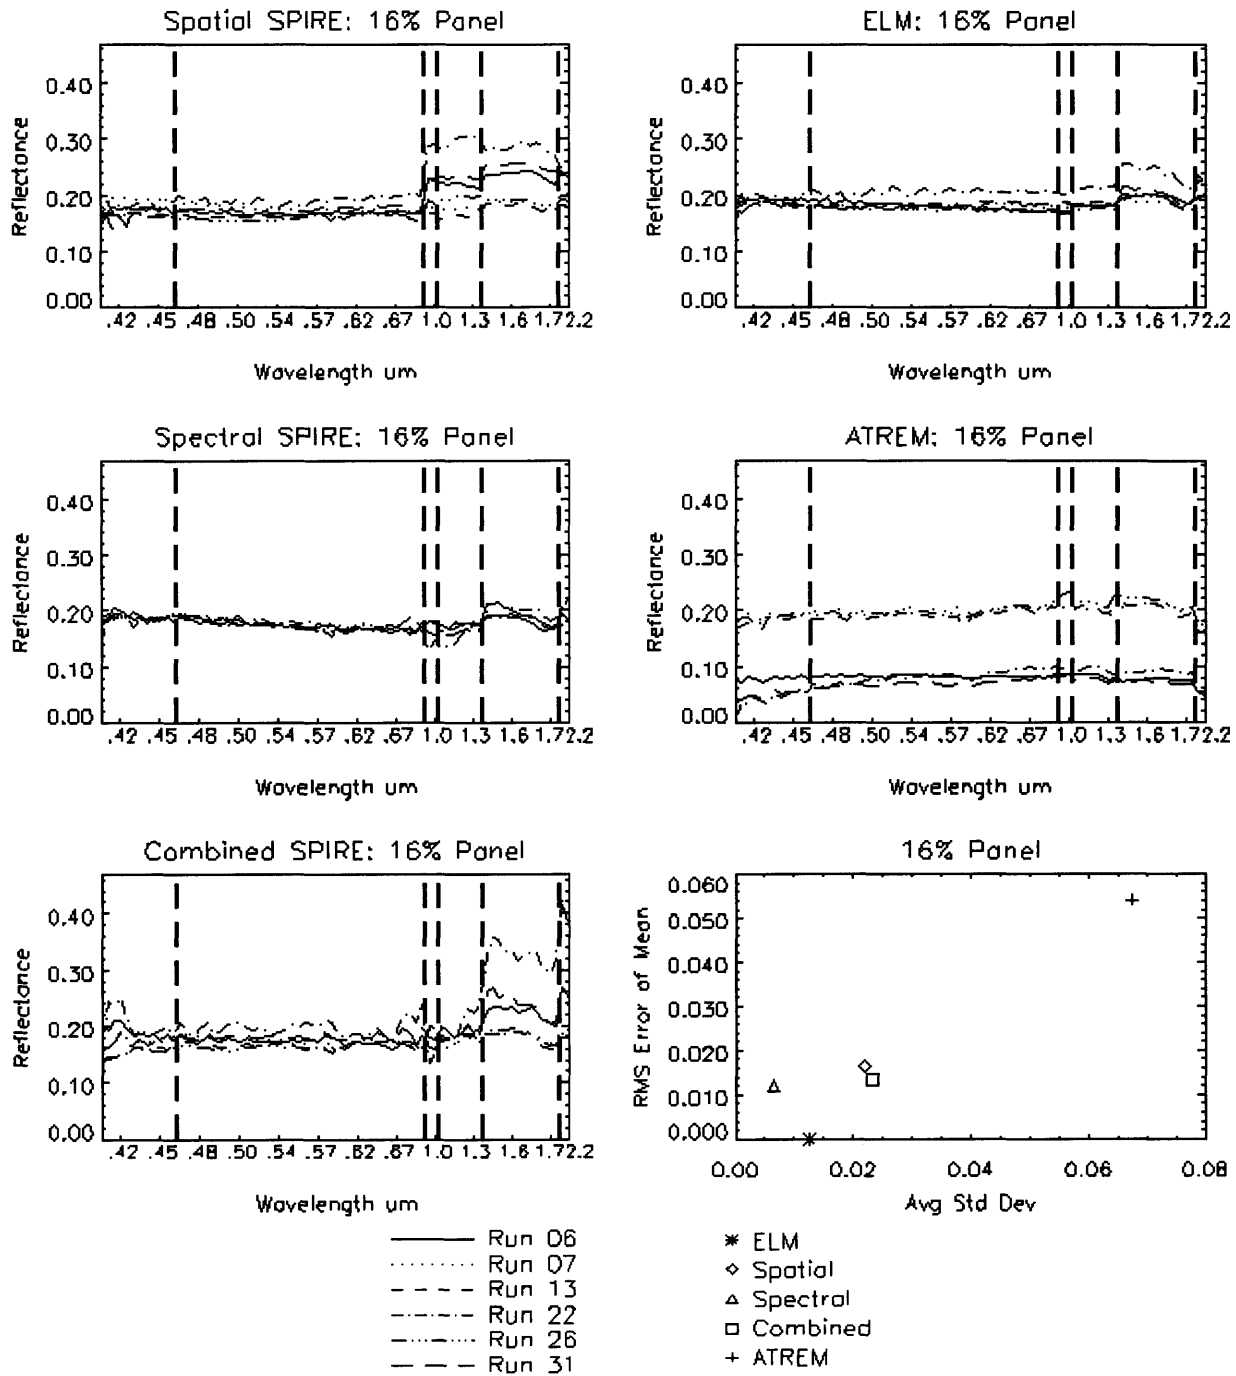 Spatial SPIRE: 16% Panel
Reflectance
0.40
0.30
0.20
0.10
0.00
.42 .45 .48 .50 .54 .57 .62 .67 1.0 1.3 1.6 1.72.2
Wavelength um
ELM: 16% Panel
Reflectance
0.40
0.30
0.20
0.10
0.00
.42 .45 .48 .50 .54 .57 .62 .67 1.0 1.3 1.6 1.72.2
Wavelength um
Spectral SPIRE: 16% Panel
Reflectance
0.40
0.30
0.20
0.10
0.00
.42 .45 .48 .50 .54 .57 .62 .67 1.0 1.3 1.6 1.72.2
Wavelength um
ATREM: 16% Panel
Reflectance
0.40
0.30
0.20
0.10
0.00
.42 .45 .48 .50 .54 .57 .62 .67 1.0 1.3 1.6 1.72.2
Wavelength um
Combined SPIRE: 16% Panel
Reflectance
0.40
0.30
0.20
0.10
0.00
.42 .45 .48 .50 .54 .57 .62 .67 1.0 1.3 1.6 1.72.2
Wavelength um
Run 06
Run 07
Run 13
Run 22
Run 26
Run 31
16% Panel
RMS Error of Mean
0.060
0.050
0.040
0.030
0.020
0.010
0.000
0.00 0.02 0.04 0.06 0.08
Avg Std Dev
ELM
Spatial
Spectral
Combined
ATREM